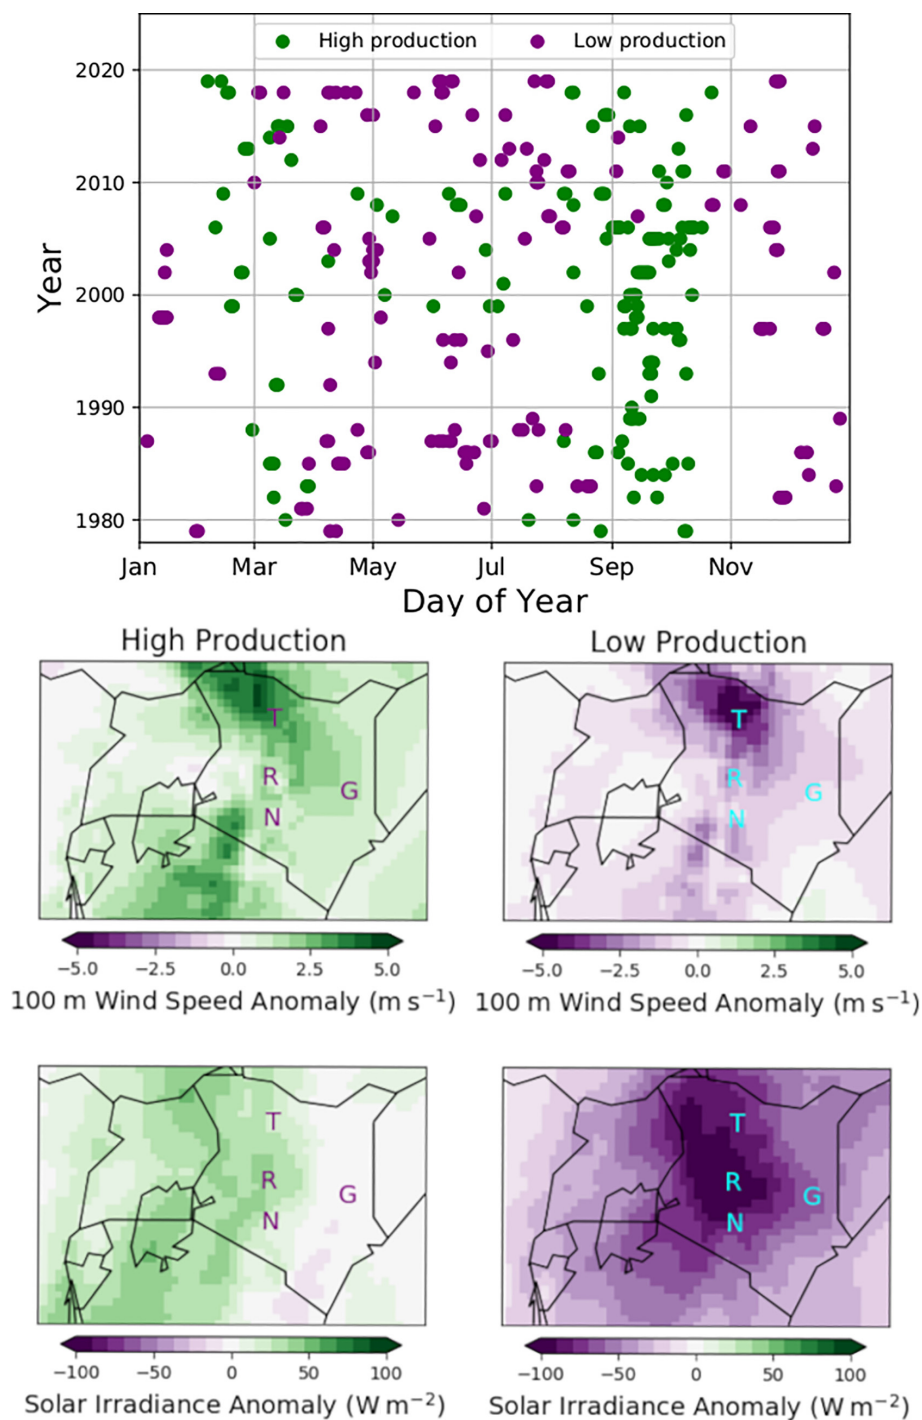 High production Low production
2020
2010
2000
1990
1980
Year
Jan Mar May Jul Sep Nov
Day of Year
High Production Low Production
T T
R R
G G
N N
−5.0 −2.5 0.0 2.5 5.0 −5.0 −2.5 0.0 2.5 5.0
100 m Wind Speed Anomaly (m s⁻¹) 100 m Wind Speed Anomaly (m s⁻¹)
T T
R R
G G
N N
−100 −50 0 50 100 −100 −50 0 50 100
Solar Irradiance Anomaly (W m⁻²) Solar Irradiance Anomaly (W m⁻²)